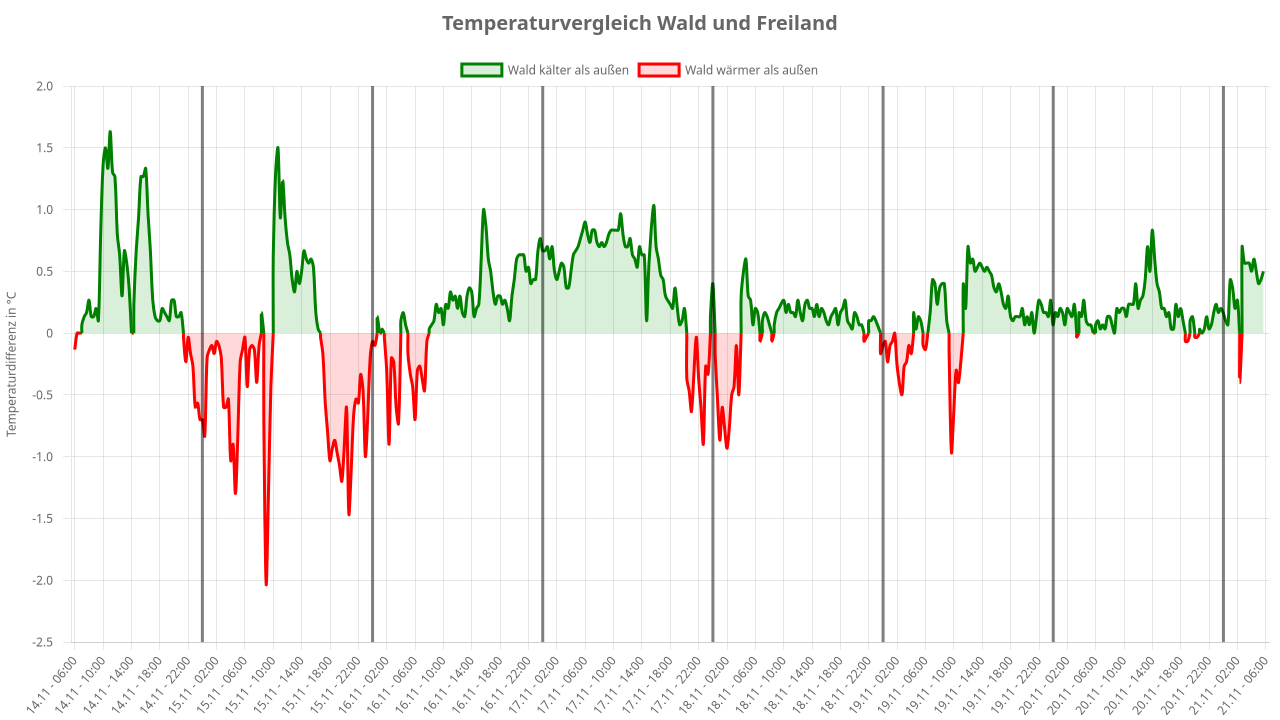 Temperaturvergleich Wald und Freiland
Wald kälter als außen
Wald wärmer als außen
Temperaturdifferenz in °C
2.0
1.5
1.0
0.5
0
-0.5
-1.0
-1.5
-2.0
-2.5
14.11 - 06:00
14.11 - 10:00
14.11 - 14:00
14.11 - 18:00
14.11 - 22:00
15.11 - 02:00
15.11 - 06:00
15.11 - 10:00
15.11 - 14:00
15.11 - 18:00
15.11 - 22:00
16.11 - 02:00
16.11 - 06:00
16.11 - 10:00
16.11 - 14:00
16.11 - 18:00
16.11 - 22:00
17.11 - 02:00
17.11 - 06:00
17.11 - 10:00
17.11 - 14:00
17.11 - 18:00
17.11 - 22:00
18.11 - 02:00
18.11 - 06:00
18.11 - 10:00
18.11 - 14:00
18.11 - 18:00
18.11 - 22:00
19.11 - 02:00
19.11 - 06:00
19.11 - 10:00
19.11 - 14:00
19.11 - 18:00
19.11 - 22:00
20.11 - 02:00
20.11 - 06:00
20.11 - 10:00
20.11 - 14:00
20.11 - 18:00
20.11 - 22:00
21.11 - 02:00
21.11 - 06:00